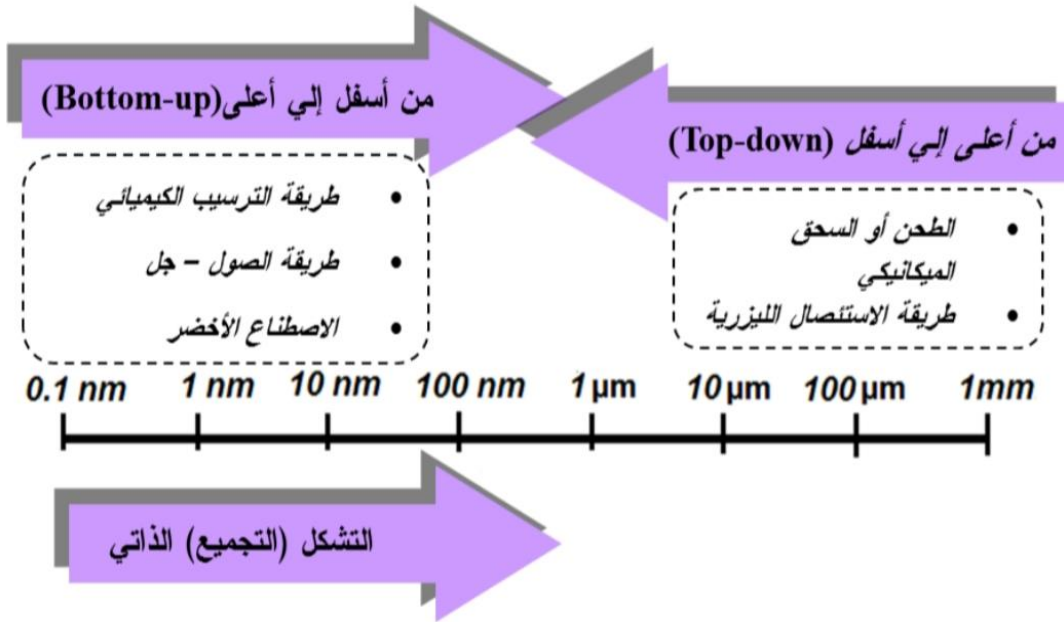 من أسفل إلي أعلى(Bottom-up)
من أعلى إلي أسفل (Top-down)
• طريقة الترسيب الكيميائي
• طريقة الصول – جل
• الاصطناع الأخضر
• الطحن أو السحق
الميكانيكي
• طريقة الاستئصال الليزرية
0.1 nm 1 nm 10 nm 100 nm 1 µm 10 µm 100 µm 1mm
التشكل (التجميع) الذاتي